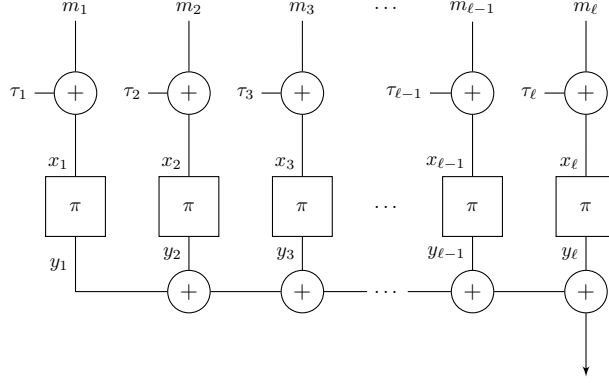 m₁ m₂ m₃ ··· mℓ₋₁ mℓ
τ₁ + τ₂ + τ₃ + τℓ₋₁ + τℓ +
x₁ x₂ x₃ xℓ₋₁ xℓ
π π π ··· π π
y₁ y₂ y₃ yℓ₋₁ yℓ
+ + ··· + +